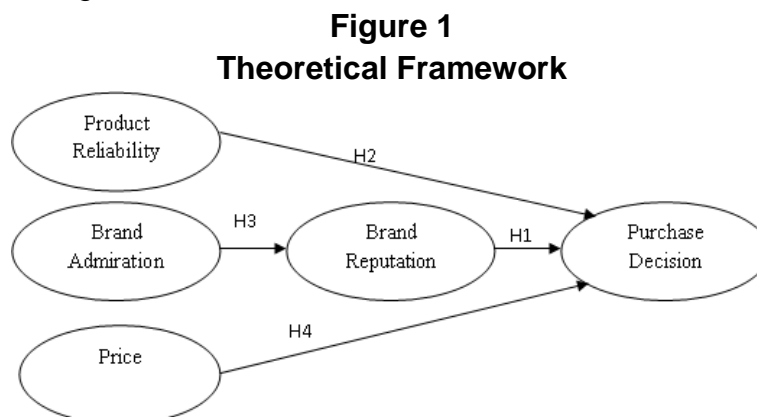 Figure 1
Theoretical Framework
Product
Reliability
H2
Brand
Admiration
H3
Brand
Reputation
H1
Purchase
Decision
H4
Price